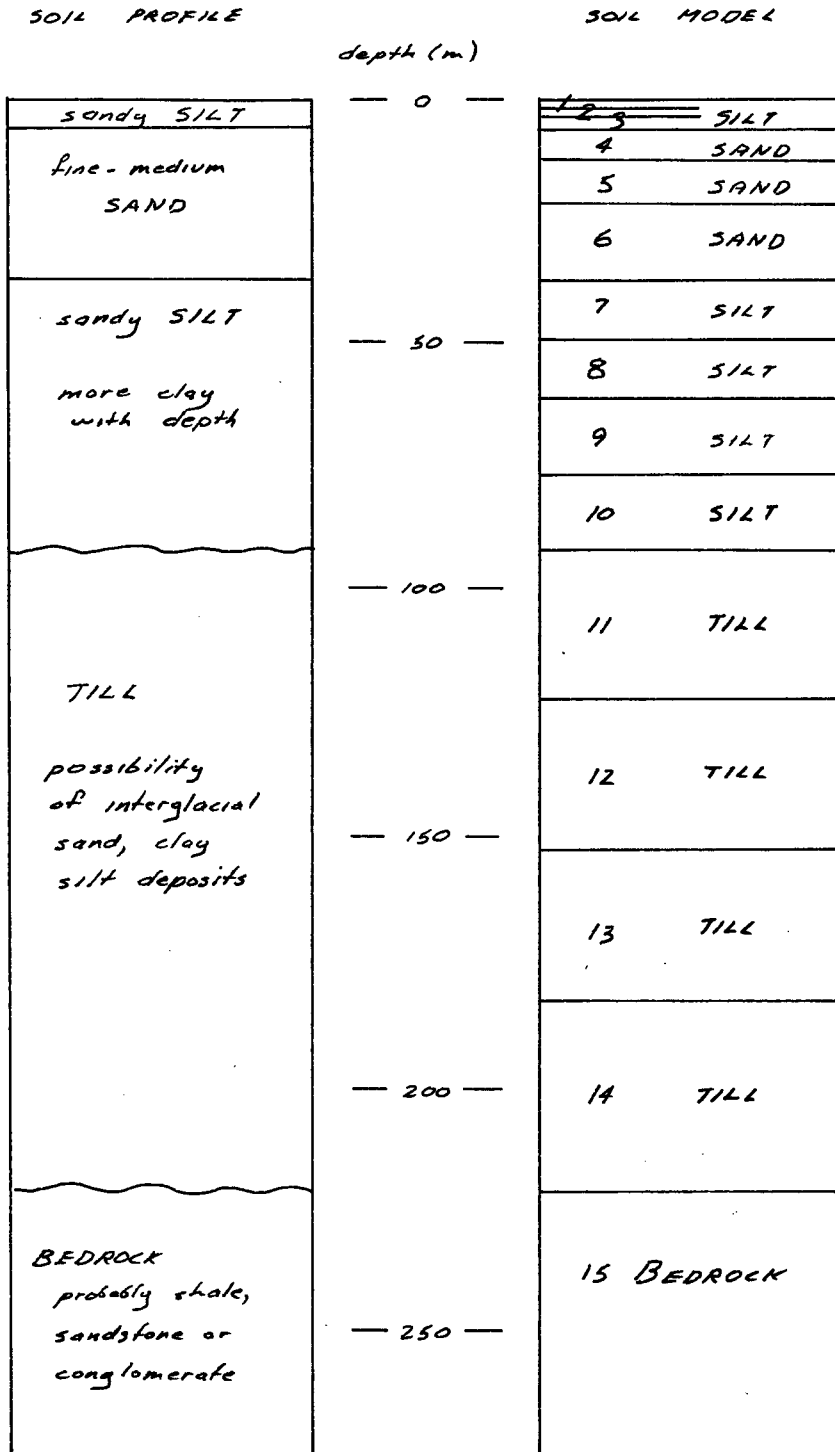 SOIL PROFILE
depth (m)
SOIL MODEL
sandy SILT
fine-medium
SAND
sandy SILT
more clay
with depth
TILL
possibility
of interglacial
sand, clay
silt deposits
BEDROCK
probably shale,
sandstone or
conglomerate
0
50
100
150
200
250
1
2
3 SILT
4 SAND
5 SAND
6 SAND
7 SILT
8 SILT
9 SILT
10 SILT
11 TILL
12 TILL
13 TILL
14 TILL
15 BEDROCK